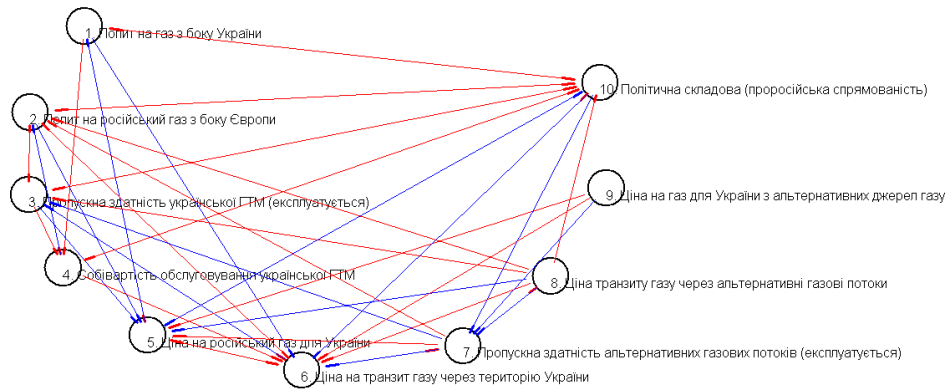 1. Попит на газ з боку України
10. Політична складова (проросійська спрямованість)
2. Попит на російський газ з боку Європи
9. Ціна на газ для України з альтернативних джерел газу
3. Пропускна здатність української ГТМ (експлуатується)
4. Собівартість обслуговування української ГТМ
8. Ціна транзиту газу через альтернативні газові потоки
5. Ціна на російський газ для України
7. Пропускна здатність альтернативних газових потоків (експлуатується)
6. Ціна на транзит газу через територію України